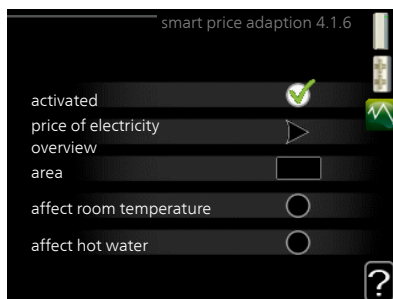 smart price adaption 4.1.6
activated
price of electricity
overview
area
affect room temperature
affect hot water
?